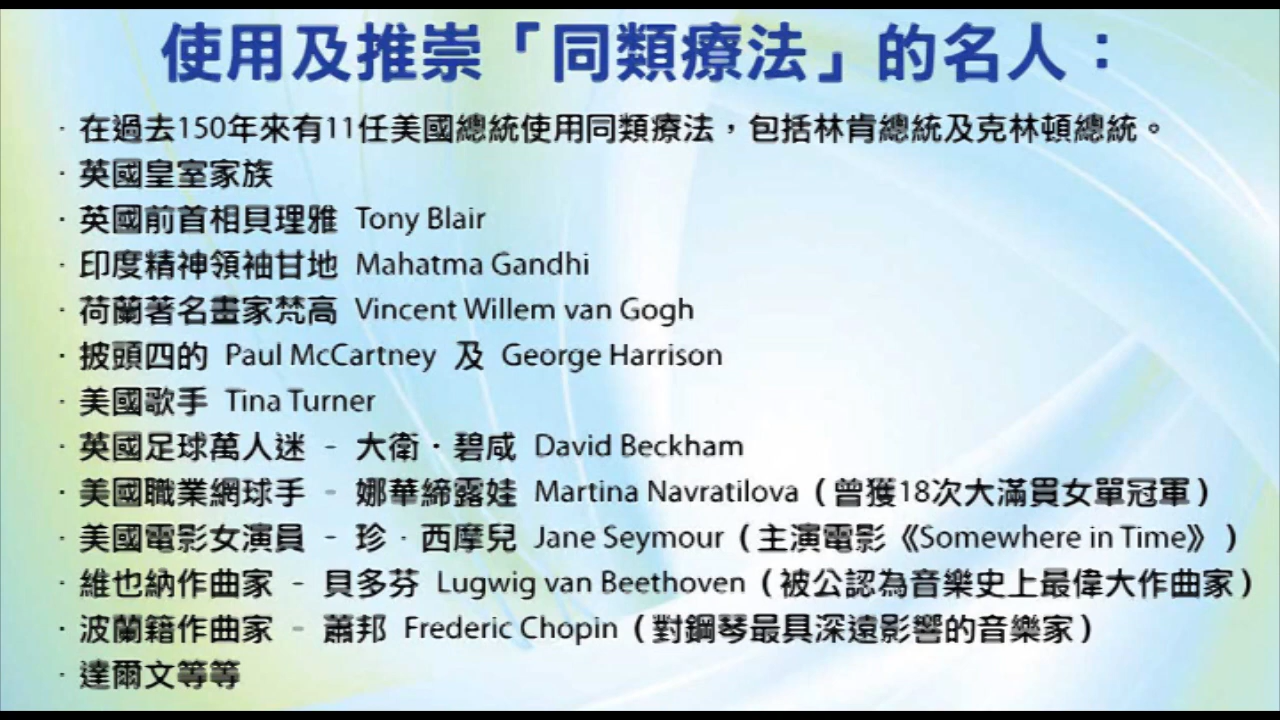 使用及推崇「同類療法」的名人：
· 在過去150年來有11任美國總統使用同類療法，包括林肯總統及克林頓總統。
· 英國皇室家族
· 英國前首相貝理雅 Tony Blair
· 印度精神領袖甘地 Mahatma Gandhi
· 荷蘭著名畫家梵高 Vincent Willem van Gogh
· 披頭四的 Paul McCartney 及 George Harrison
· 美國歌手 Tina Turner
· 英國足球萬人迷 - 大衛·碧咸 David Beckham
· 美國職業網球手 - 娜華締露娃 Martina Navratilova（曾獲18次大滿貫女單冠軍）
· 美國電影女演員 - 珍·西摩兒 Jane Seymour（主演電影《Somewhere in Time》）
· 維也納作曲家 - 貝多芬 Lugwig van Beethoven（被公認為音樂史上最偉大作曲家）
· 波蘭籍作曲家 - 蕭邦 Frederic Chopin（對鋼琴最具深遠影響的音樂家）
· 達爾文等等